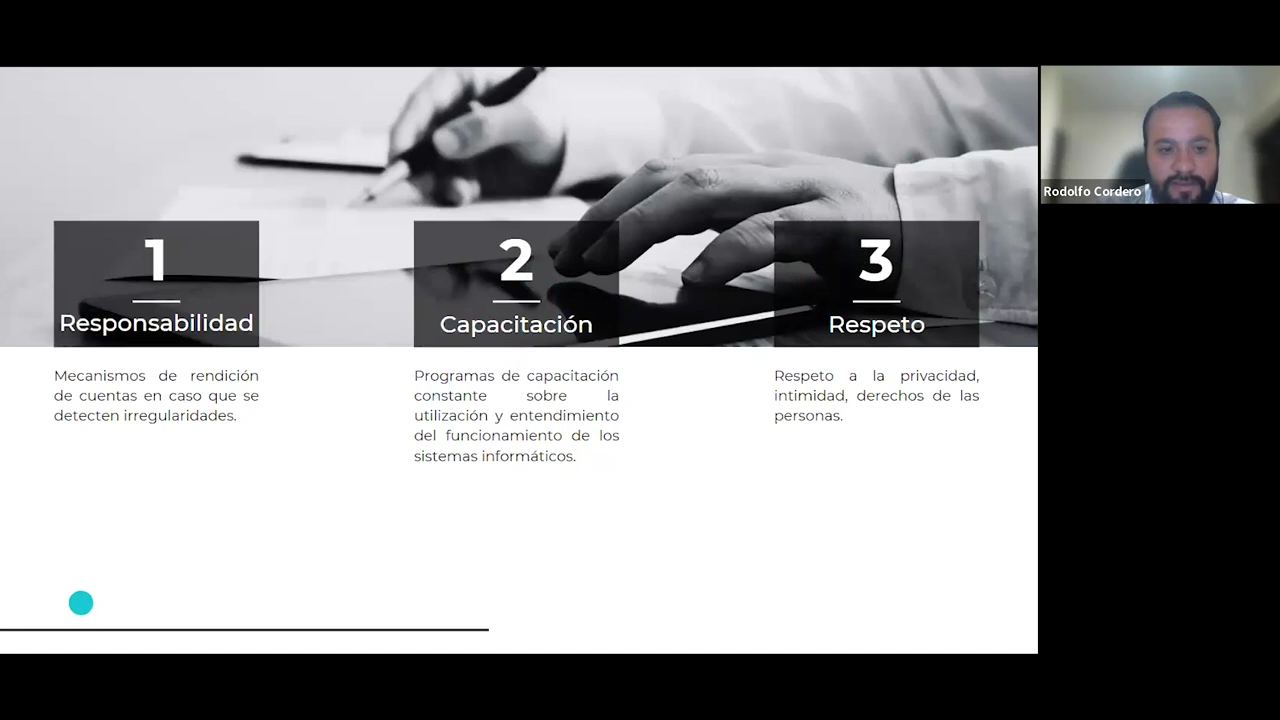 1
Responsabilidad
Mecanismos de rendición
de cuentas en caso que se
detecten irregularidades.
2
Capacitación
Programas de capacitación
constante sobre la
utilización y entendimiento
del funcionamiento de los
sistemas informáticos.
3
Respeto
Respeto a la privacidad,
intimidad, derechos de las
personas.
Rodolfo Cordero